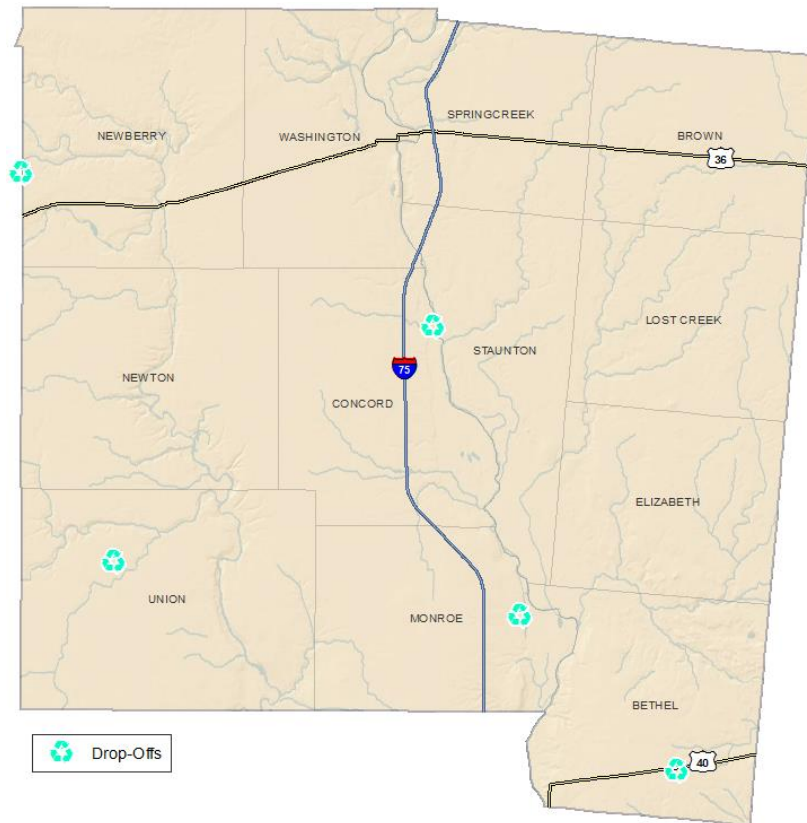 SPRINGCREEK
NEWBERRY
WASHINGTON
BROWN
36
LOST CREEK
STAUNTON
75
NEWTON
CONCORD
ELIZABETH
UNION
MONROE
BETHEL
Drop-Offs
40